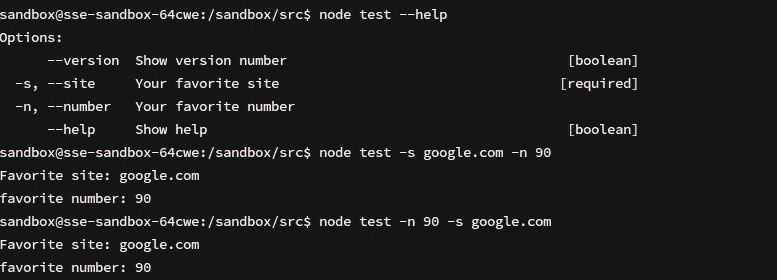 sandbox@sse-sandbox-64cwe:/sandbox/src$ node test --help
Options:
--version Show version number [boolean]
-s, --site Your favorite site [required]
-n, --number Your favorite number
--help Show help [boolean]
sandbox@sse-sandbox-64cwe:/sandbox/src$ node test -s google.com -n 90
Favorite site: google.com
favorite number: 90
sandbox@sse-sandbox-64cwe:/sandbox/src$ node test -n 90 -s google.com
Favorite site: google.com
favorite number: 90